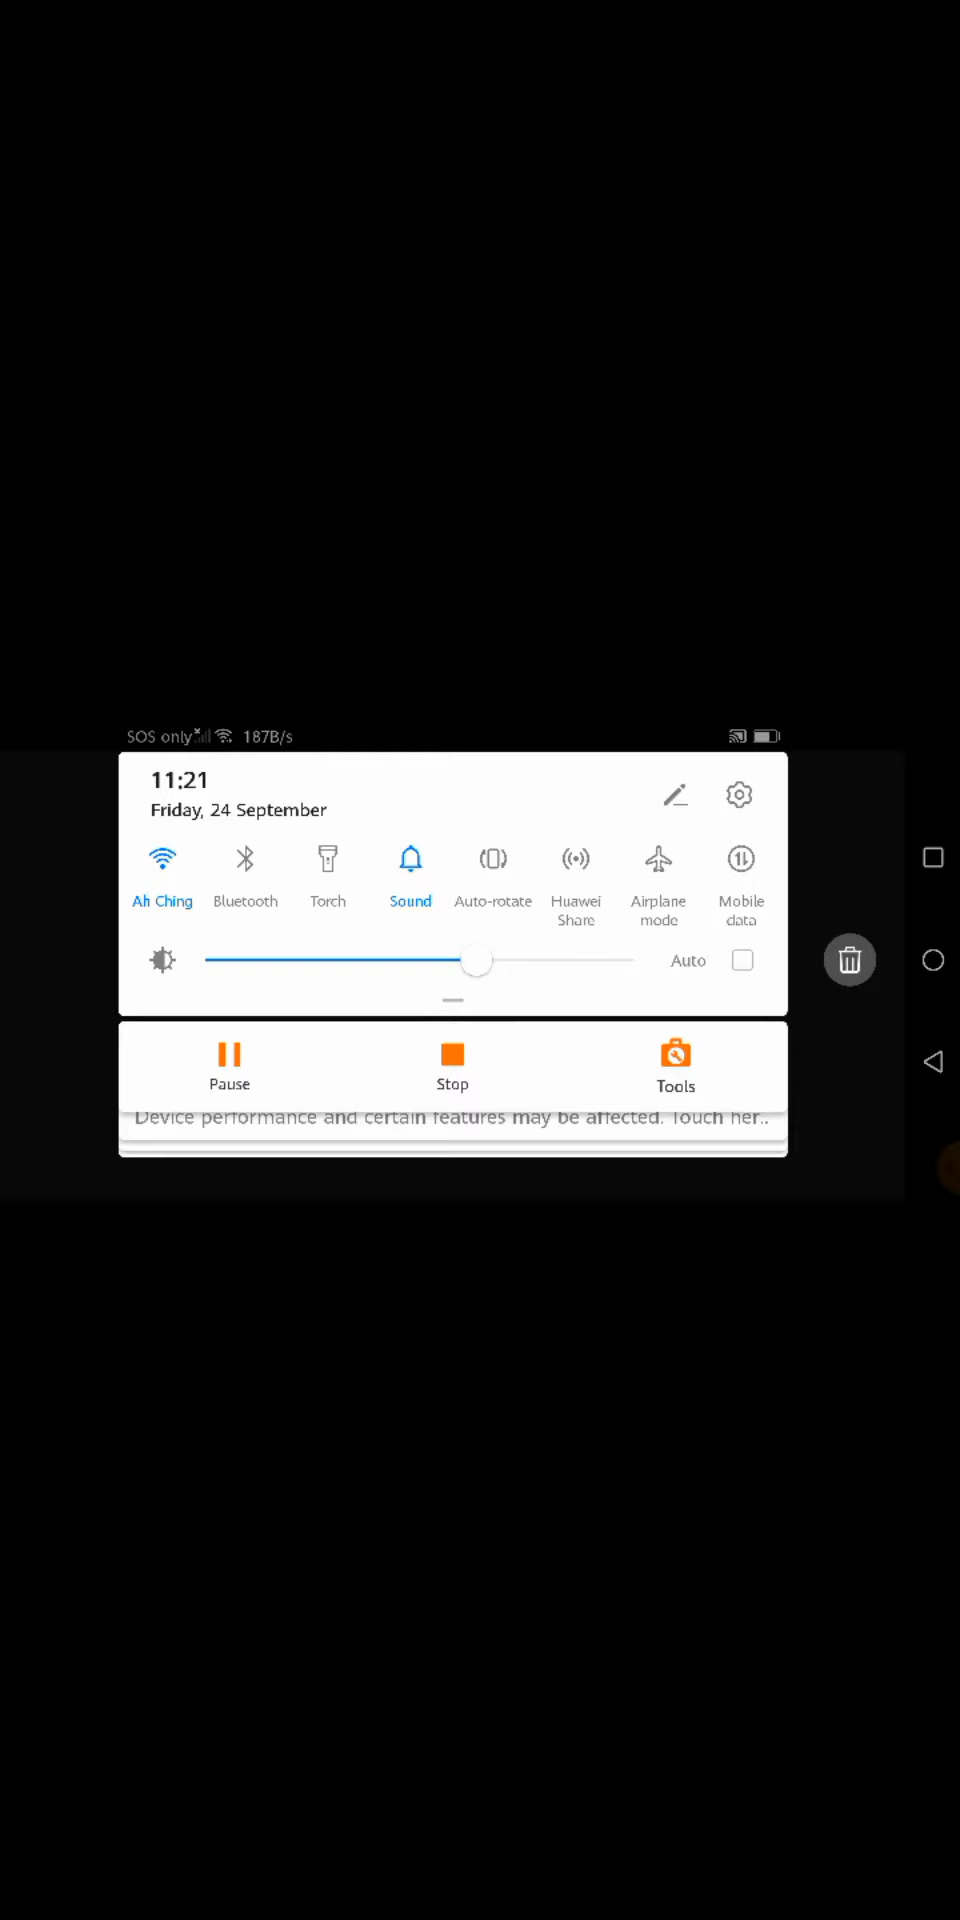 SOS only 187B/s
11:21
Friday, 24 September
Ah Ching Bluetooth Torch Sound Auto-rotate Huawei Share Airplane mode Mobile data
Auto
Pause Stop Tools
Device performance and certain features may be affected. Touch her..